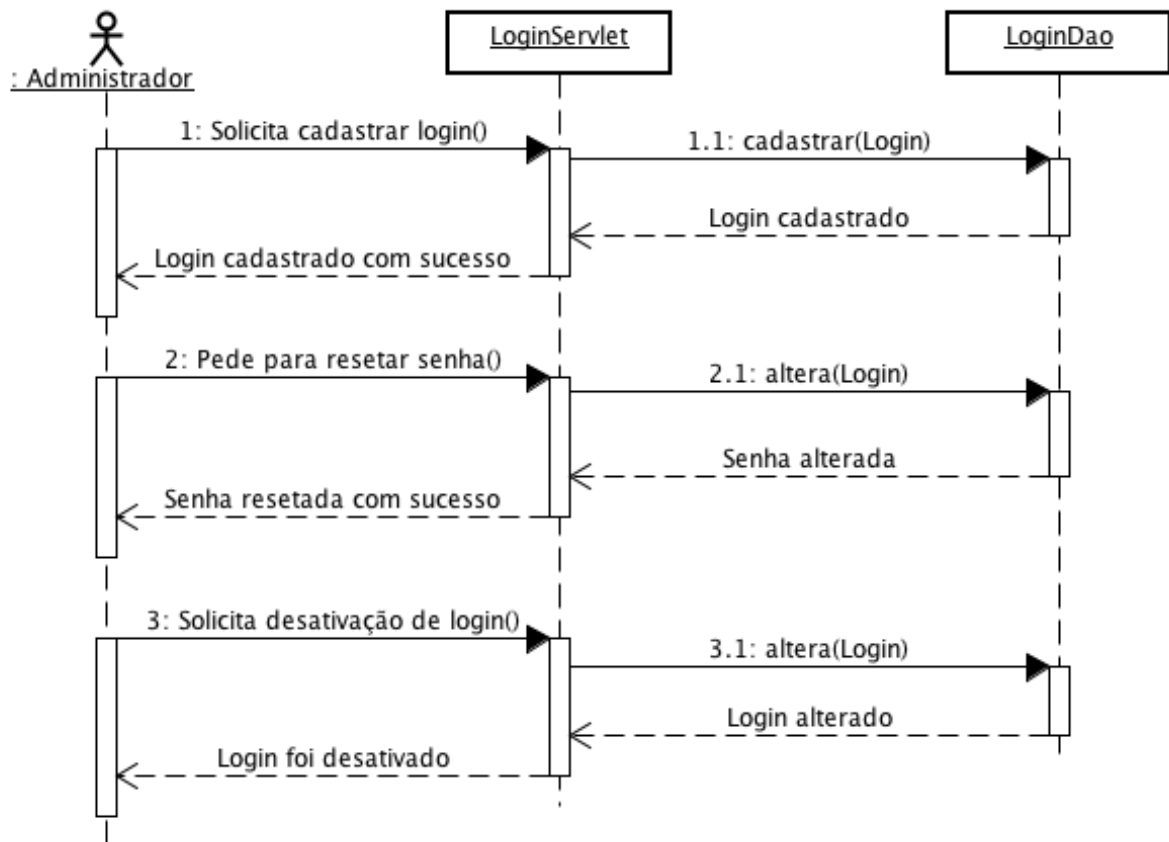 : Administrador
LoginServlet
LoginDao
1: Solicita cadastrar login()
1.1: cadastrar(Login)
Login cadastrado
Login cadastrado com sucesso
2: Pede para resetar senha()
2.1: altera(Login)
Senha alterada
Senha resetada com sucesso
3: Solicita desativação de login()
3.1: altera(Login)
Login alterado
Login foi desativado